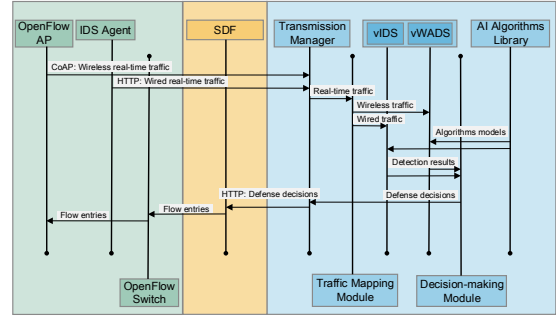 OpenFlow
AP
IDS Agent
SDF
Transmission
Manager
vIDS
vWADS
AI Algorithms
Library
CoAP: Wireless real-time traffic
HTTP: Wired real-time traffic
Real-time traffic
Wireless traffic
Wired traffic
Algorithms models
Detection results
HTTP: Defense decisions
Defense decisions
Flow entries
Flow entries
OpenFlow
Switch
Traffic Mapping
Module
Decision-making
Module